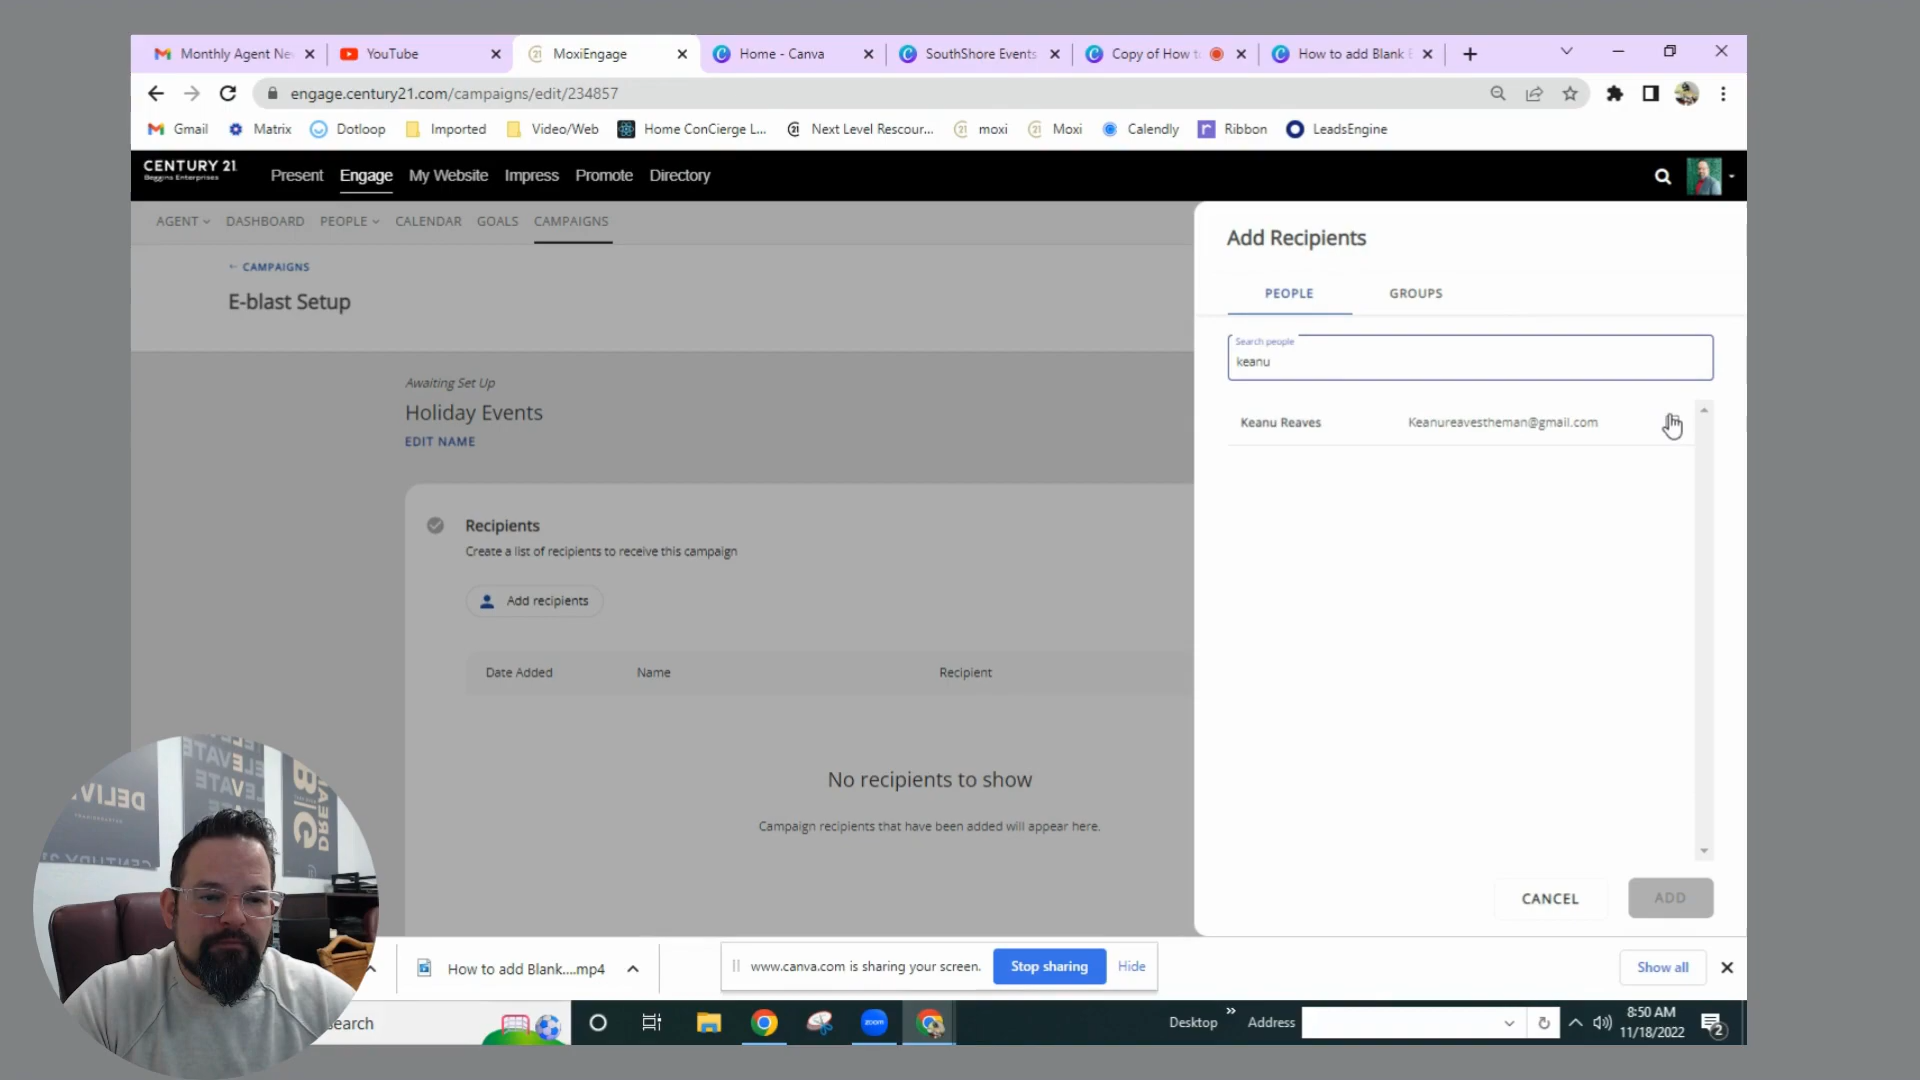 Monthly Agent Ne
YouTube
MoxiEngage
Home - Canva
SouthShore Events
Copy of How to
How to add Blank
engage.century21.com/campaigns/edit/234857
Gmail
Matrix
Dotloop
Imported
Video/Web
Home ConCierge L...
Next Level Rescour...
moxi
Moxi
Calendly
Ribbon
LeadsEngine
CENTURY 21
Beggins Enterprises
Present
Engage
My Website
Impress
Promote
Directory
AGENT
DASHBOARD
PEOPLE
CALENDAR
GOALS
CAMPAIGNS
← CAMPAIGNS
E-blast Setup
Awaiting Set Up
Holiday Events
EDIT NAME
Recipients
Create a list of recipients to receive this campaign
Add recipients
Date Added
Name
Recipient
No recipients to show
Campaign recipients that have been added will appear here.
Add Recipients
PEOPLE
GROUPS
Search people
keanu
Keanu Reaves
Keanureavestheman@gmail.com
CANCEL
ADD
How to add Blank....mp4
www.canva.com is sharing your screen.
Stop sharing
Hide
Show all
earch
zoom
Desktop
Address
8:50 AM
11/18/2022
2